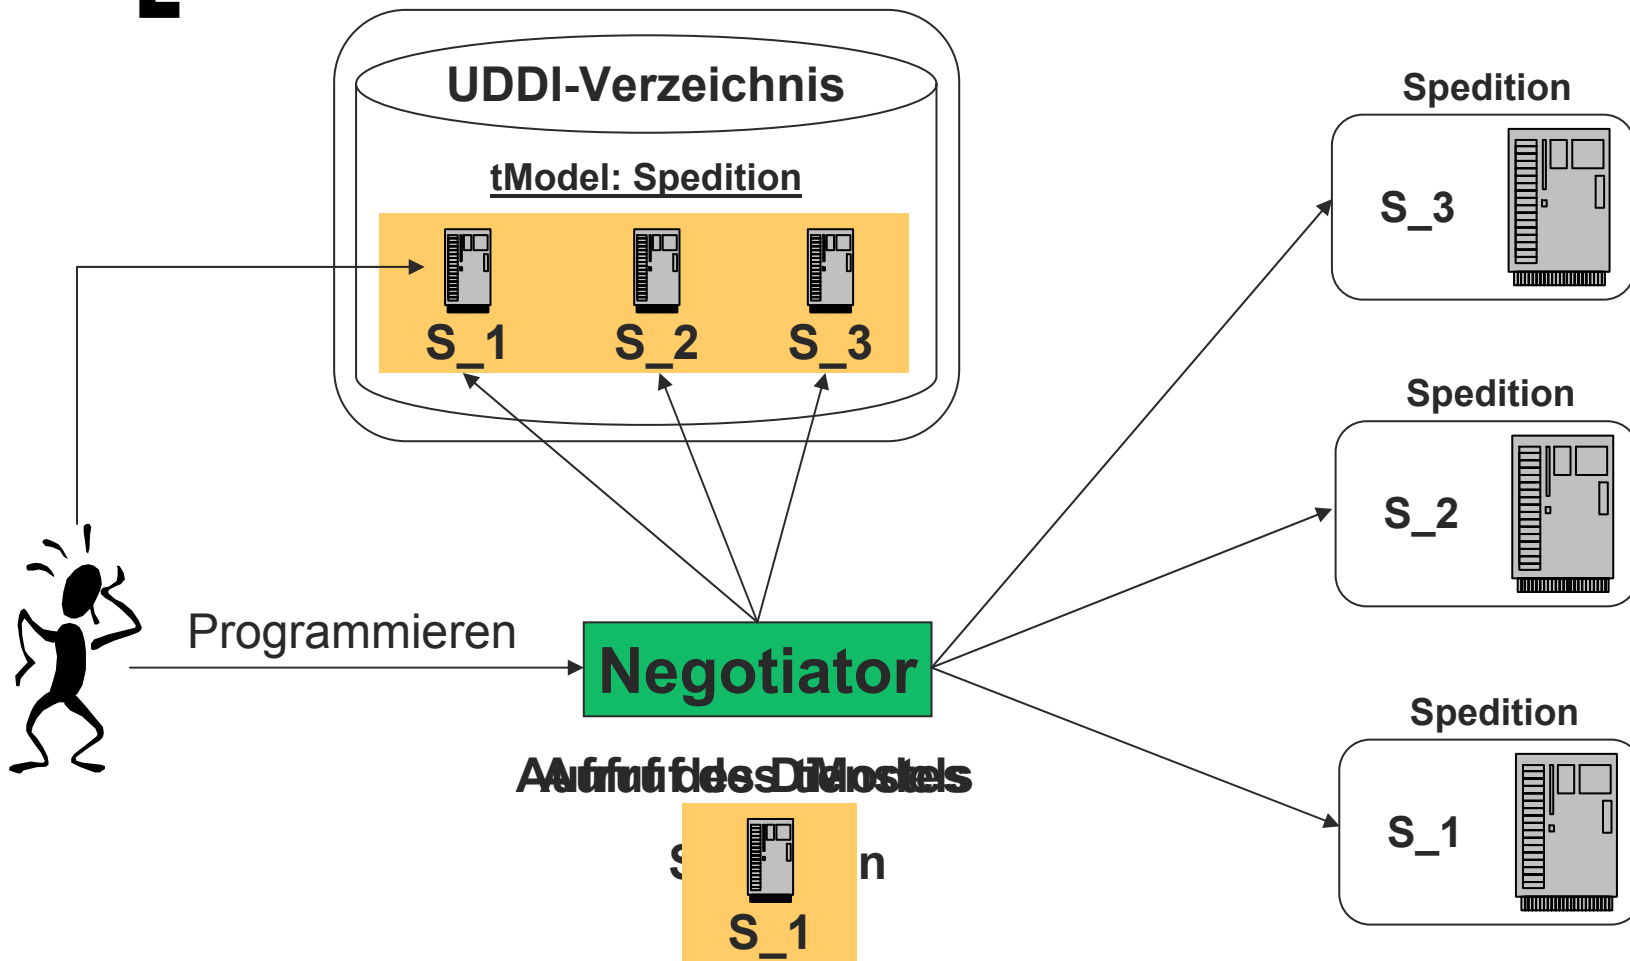 UDDI-Verzeichnis
tModel: Spedition
S_1 S_2 S_3
Programmieren
Negotiator
S_1
Spedition
S_3
Spedition
S_2
Spedition
S_1